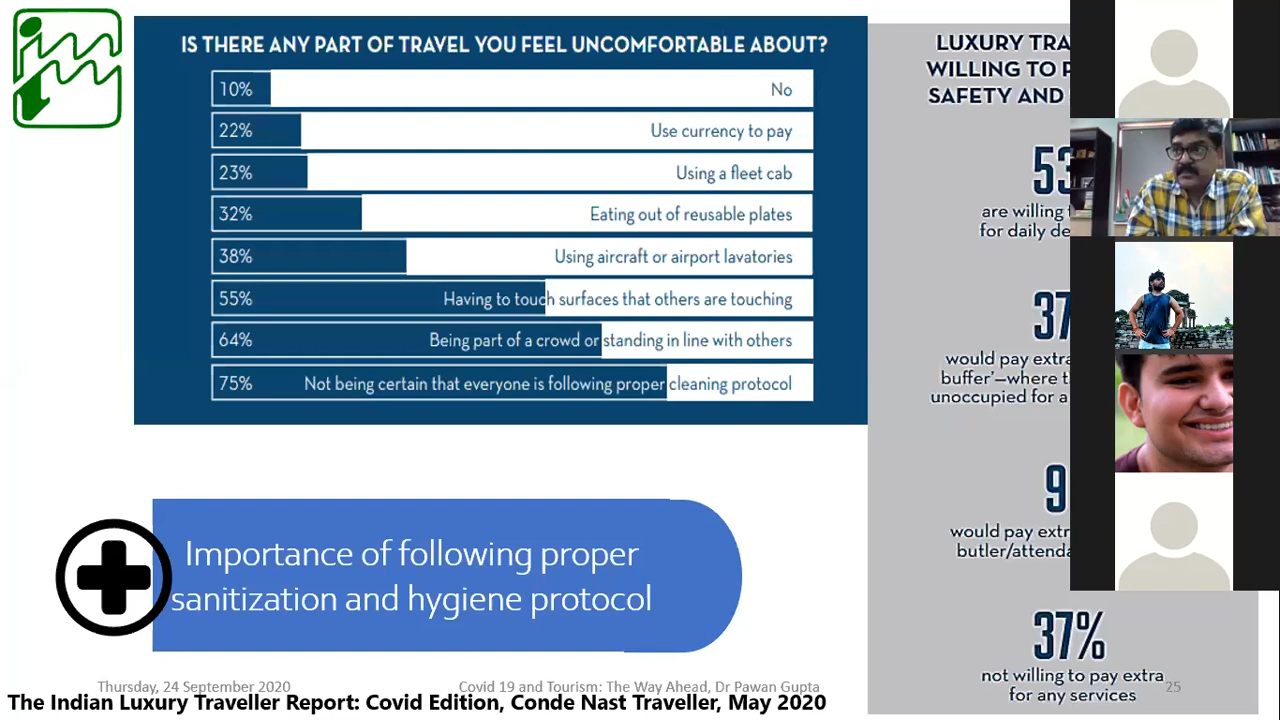 IS THERE ANY PART OF TRAVEL YOU FEEL UNCOMFORTABLE ABOUT?
10% No
22% Use currency to pay
23% Using a fleet cab
32% Eating out of reusable plates
38% Using aircraft or airport lavatories
55% Having to touch surfaces that others are touching
64% Being part of a crowd or standing in line with others
75% Not being certain that everyone is following proper cleaning protocol
LUXURY
WILLING TO
SAFETY AND
53
are willing
for daily
37
would pay extra
buffer’—where
unoccupied for a
9
would pay
37%
not willing to pay extra
for any services
Importance of following proper
sanitization and hygiene protocol
Thursday, 24 September 2020
Covid 19 and Tourism: The Way Ahead, Dr Pawan Gupta
25
The Indian Luxury Traveller Report: Covid Edition, Conde Nast Traveller, May 2020